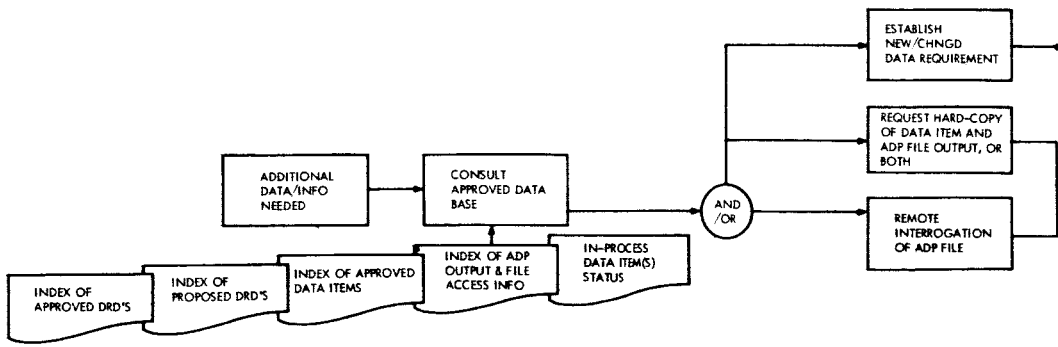 ESTABLISH
NEW/CHNGD
DATA REQUIREMENT
REQUEST HARD-COPY
OF DATA ITEM AND
ADP FILE OUTPUT, OR
BOTH
ADDITIONAL
DATA/INFO
NEEDED
CONSULT
APPROVED DATA
BASE
AND
/OR
REMOTE
INTERROGATION
OF ADP FILE
INDEX OF
APPROVED DRD'S
INDEX OF
PROPOSED DRD'S
INDEX OF APPROVED
DATA ITEMS
INDEX OF ADP
OUTPUT & FILE
ACCESS INFO
IN-PROCESS
DATA ITEM(S)
STATUS